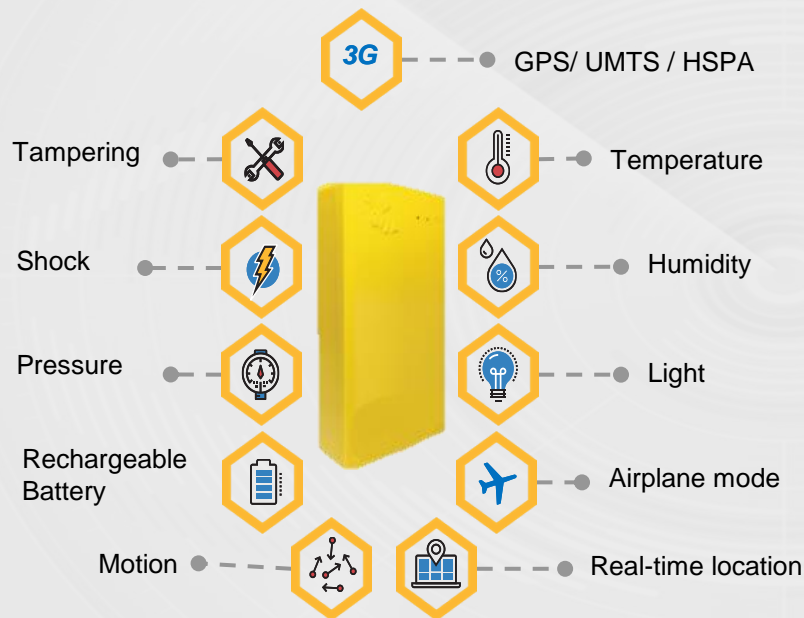 3G
GPS/ UMTS / HSPA
Tampering
Temperature
Shock
%
Humidity
Pressure
Light
Rechargeable
Battery
Airplane mode
Motion
Real-time location